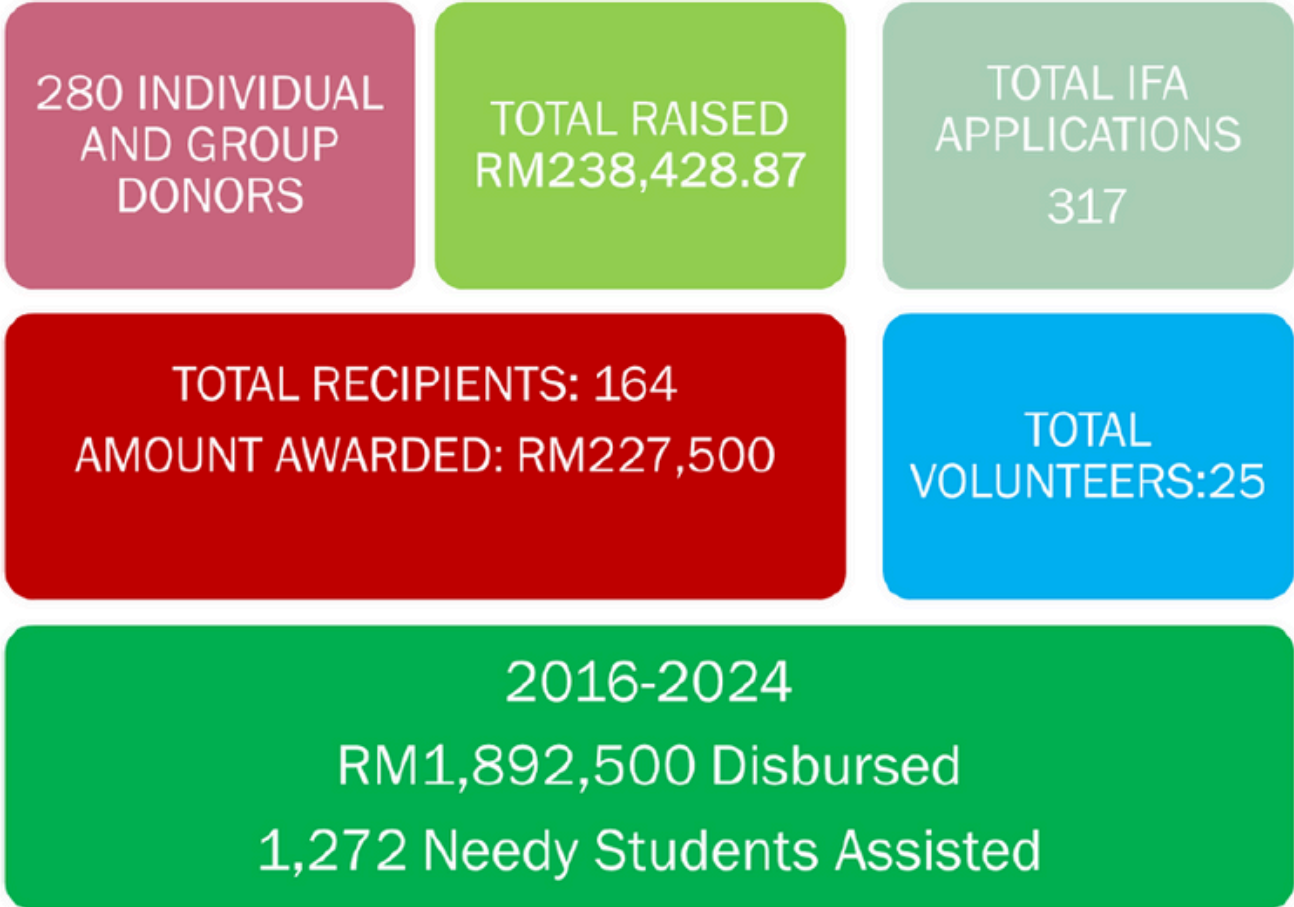 280 INDIVIDUAL
AND GROUP
DONORS
TOTAL RAISED
RM238,428.87
TOTAL IFA
APPLICATIONS
317
TOTAL RECIPIENTS: 164
AMOUNT AWARDED: RM227,500
TOTAL
VOLUNTEERS:25
2016-2024
RM1,892,500 Disbursed
1,272 Needy Students Assisted